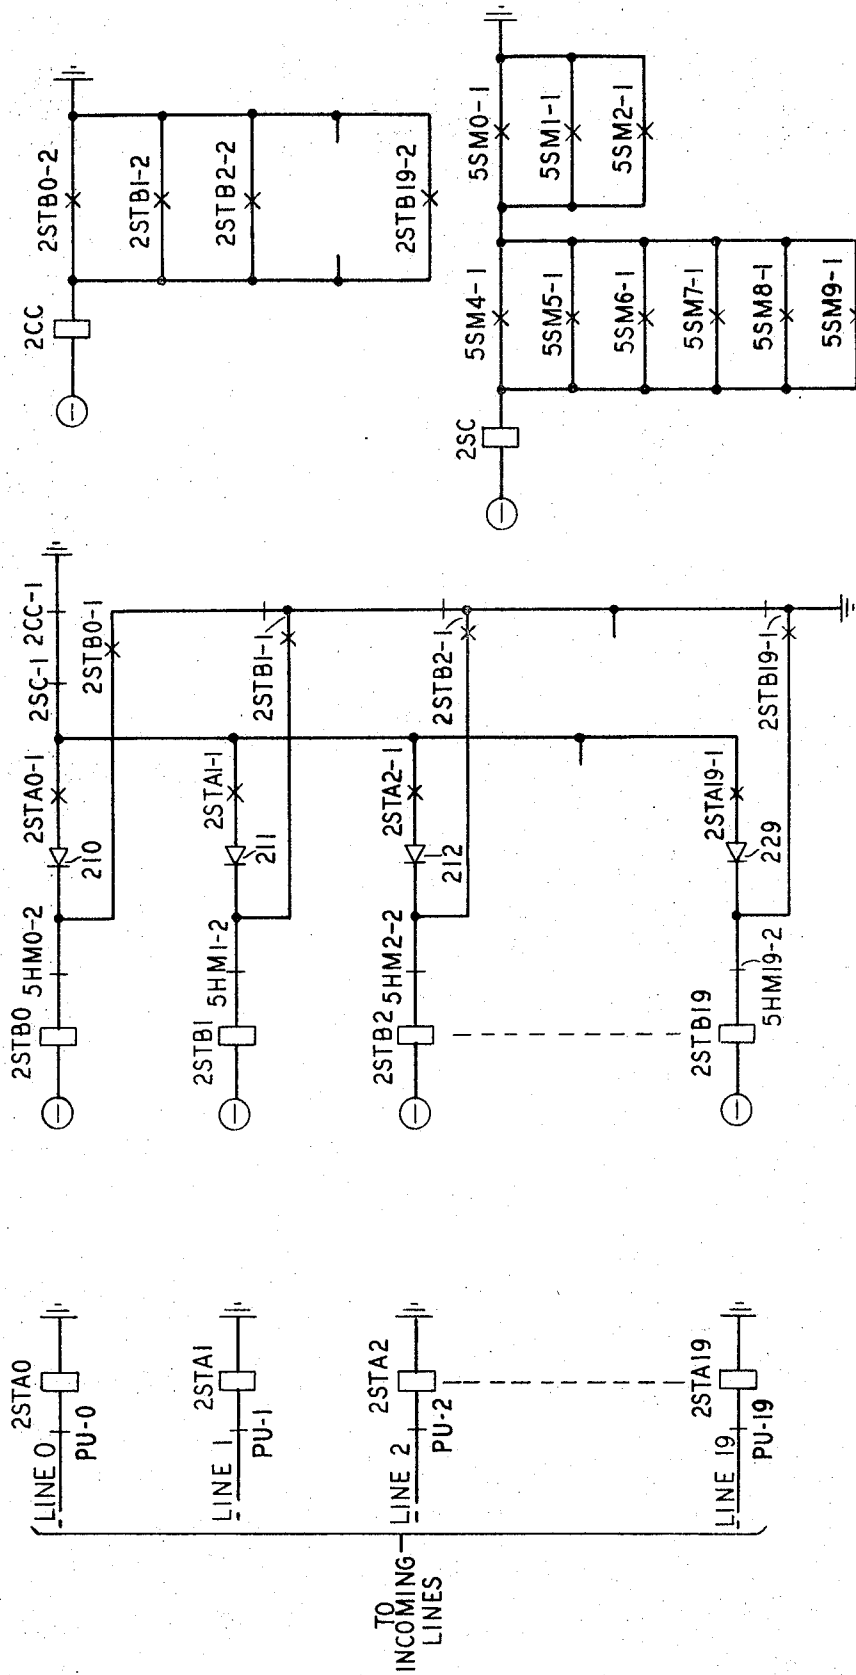 TO
INCOMING
LINES
LINE 0
PU-0
2STA0
LINE 1
PU-1
2STA1
LINE 2
PU-2
2STA2
LINE 19
PU-19
2STA19
2STB0
5HM0-2
210
2STA0-1
2SC-1
2CC-1
2STB0-1
2STB1
5HM1-2
211
2STA1-1
2STB1-1
2STB2
5HM2-2
212
2STA2-1
2STB2-1
2STB19
5HM19-2
229
2STA19-1
2STB19-1
2CC
2STB0-2
2STB1-2
2STB2-2
2STB19-2
2SC
5SM4-1
5SM5-1
5SM6-1
5SM7-1
5SM8-1
5SM9-1
5SM0-1
5SM1-1
5SM2-1